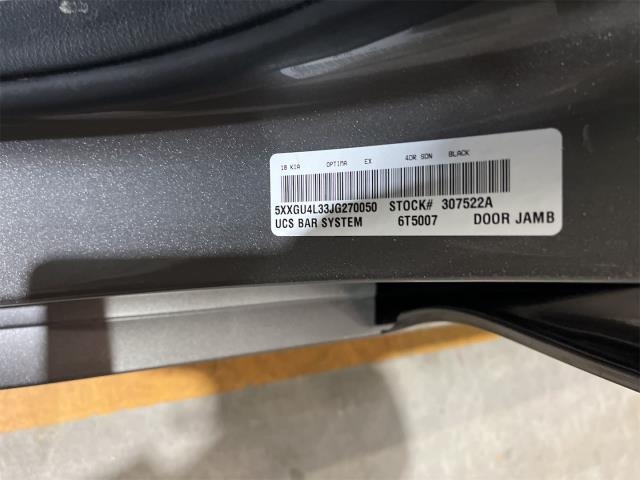 18 KIA OPTIMA EX 4DR SDN BLACK
5XXGU4L33JG270050 STOCK# 307522A
UCS BAR SYSTEM 6T5007 DOOR JAMB